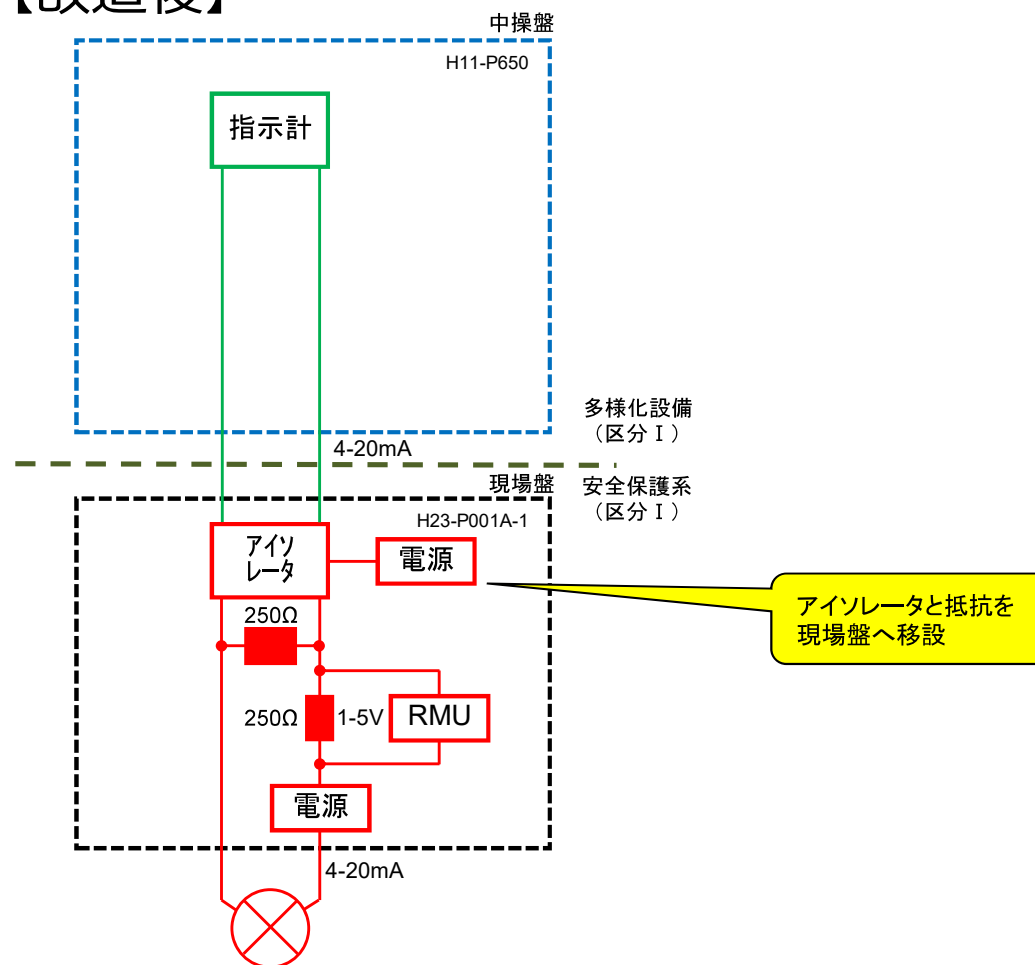 【改造後】
中操盤
H11-P650
指示計
多様化設備
（区分Ⅰ）
4-20mA
現場盤
安全保護系
（区分Ⅰ）
H23-P001A-1
アイソ
レータ
電源
アイソレータと抵抗を
現場盤へ移設
250Ω
250Ω
1-5V
RMU
電源
4-20mA